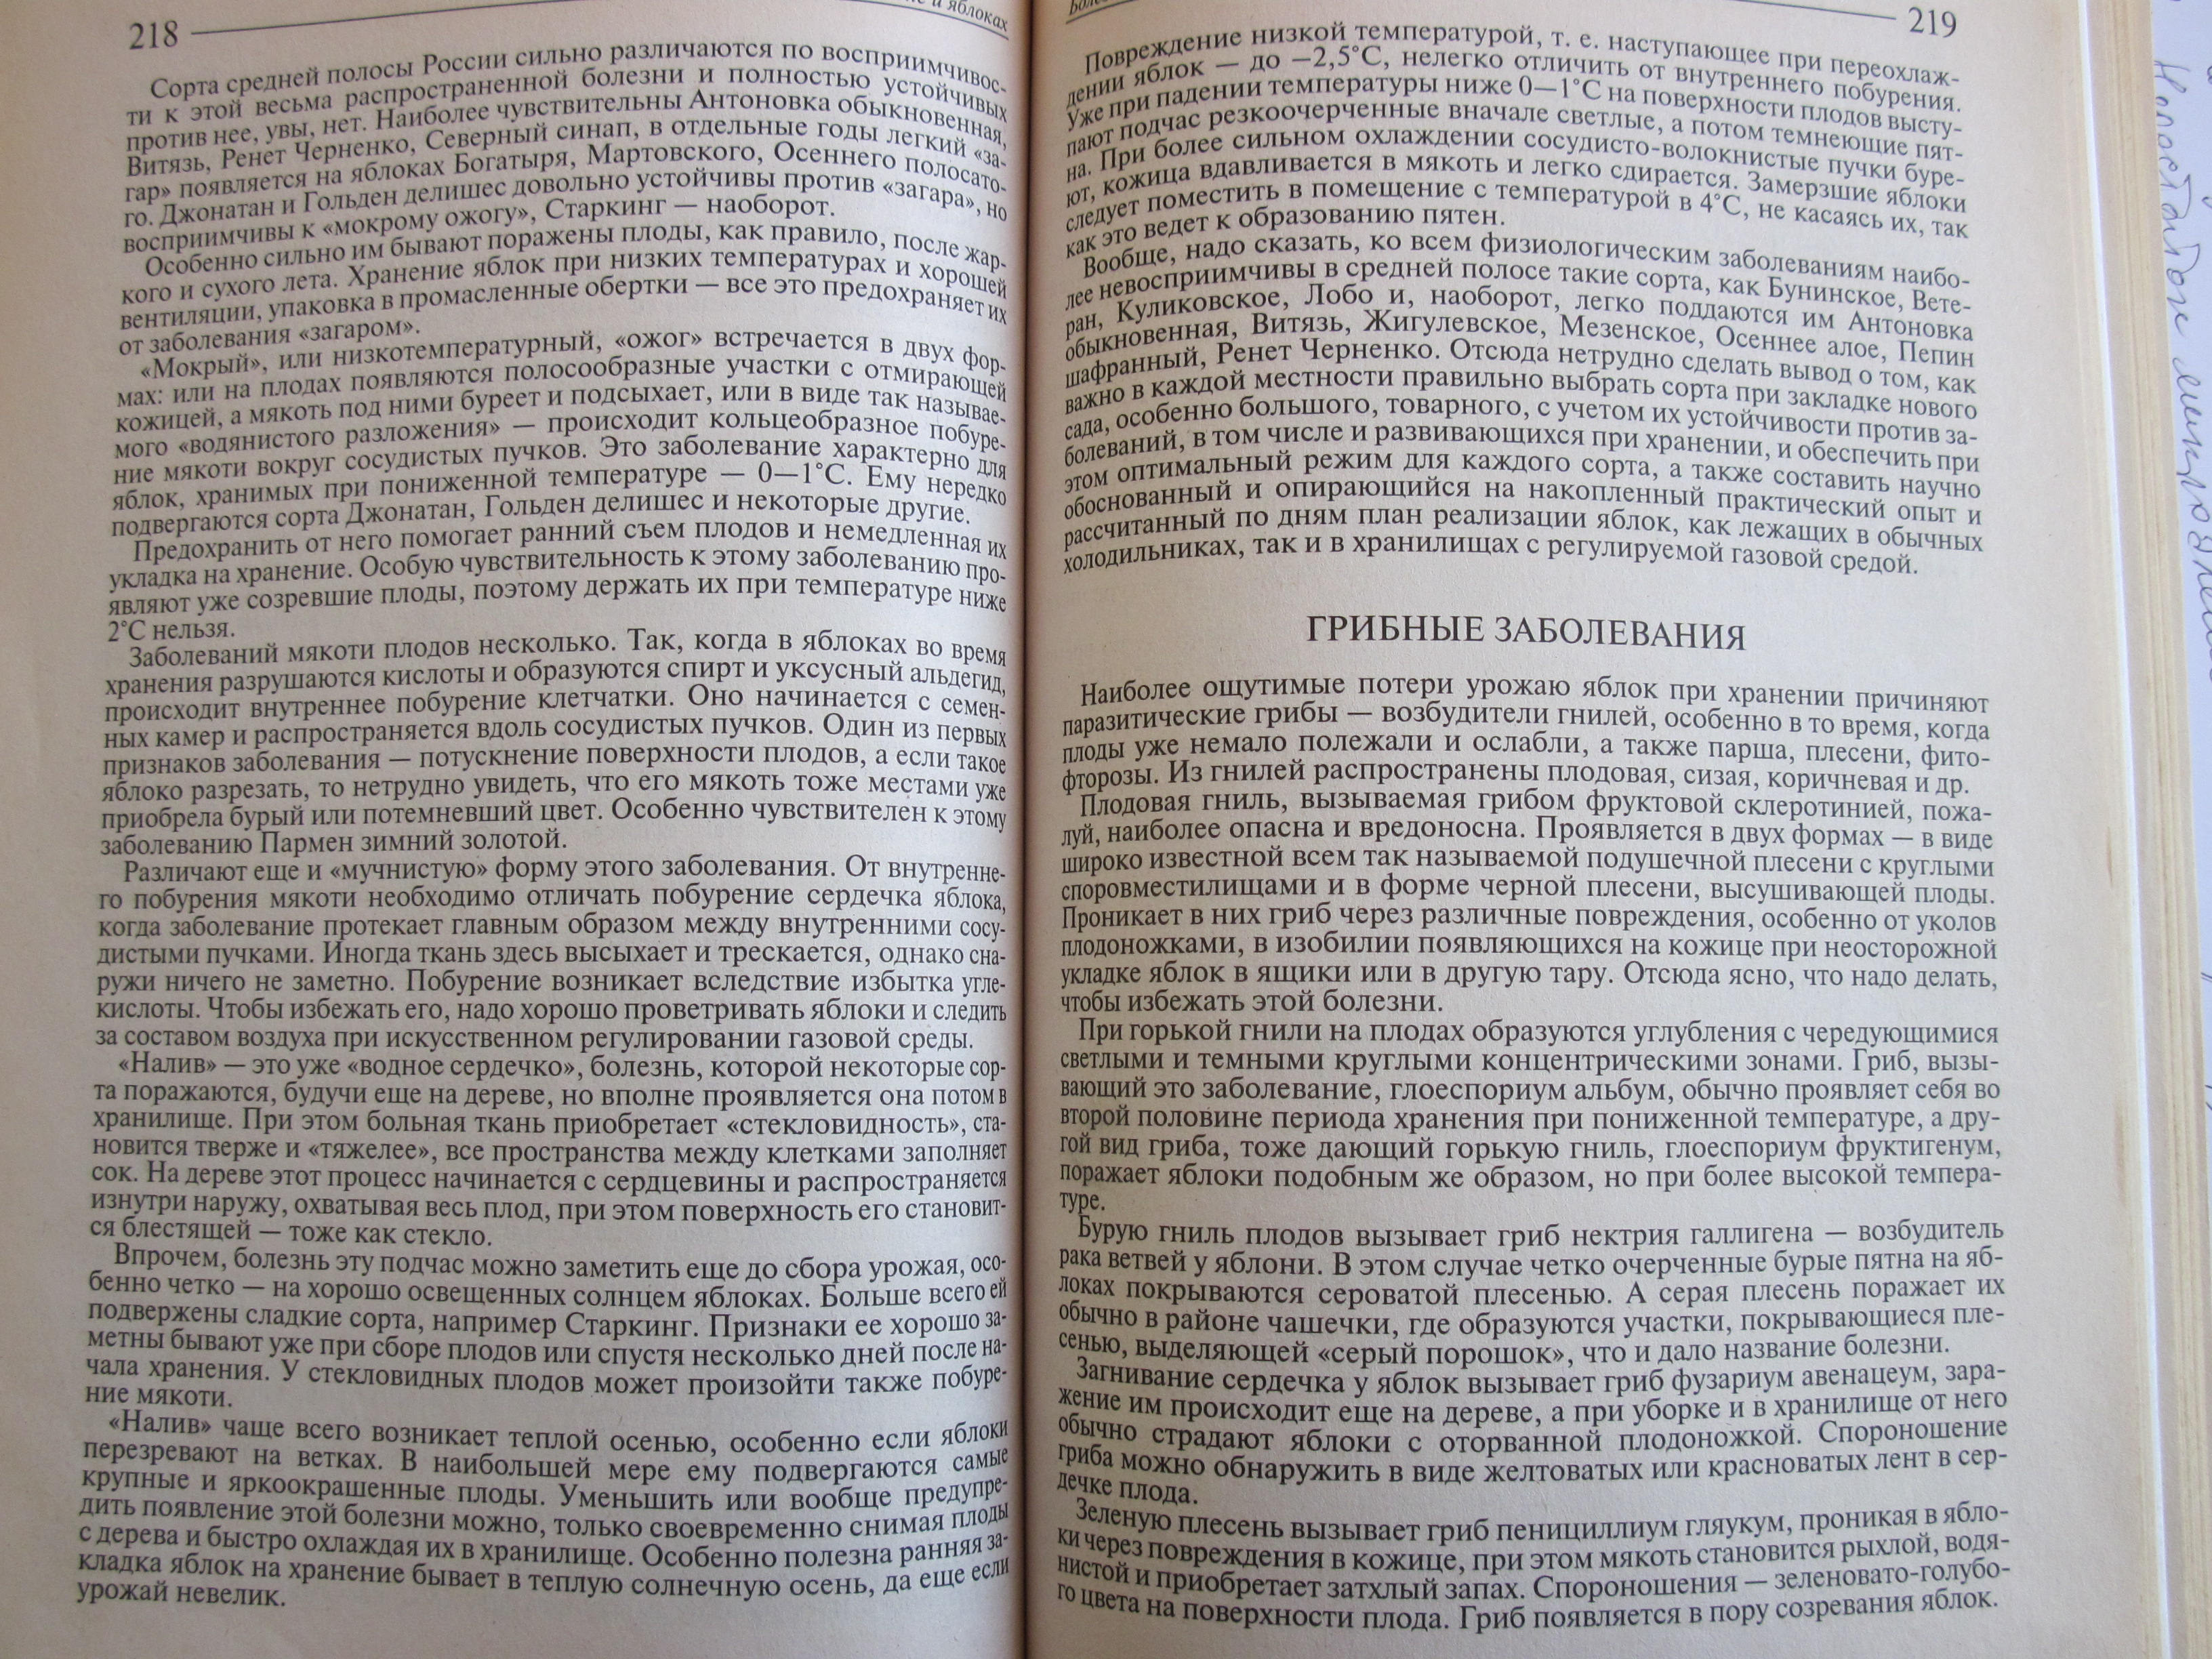 218
и яблоках
Сорта средней полосы России сильно различаются по восприимчивос-
ти к этой весьма распространенной болезни и полностью устойчивых
против нее, увы, нет. Наиболее чувствительны Антоновка обыкновенная,
Витязь, Ренет Черненко, Северный синап, в отдельные годы легкий «за-
гар» появляется на яблоках Богатыря, Мартовского, Осеннего полосато-
го. Джонатан и Гольден делишес довольно устойчивы против «загара», но
восприимчивы к «мокрому ожогу», Старкинг — наоборот.
Особенно сильно им бывают поражены плоды, как правило, после жар-
кого и сухого лета. Хранение яблок при низких температурах и хорошей
вентиляции, упаковка в промасленные обертки — все это предохраняет их
от заболевания «загаром».
«Мокрый», или низкотемпературный, «ожог» встречается в двух фор-
мах: или на плодах появляются полосообразные участки с отмирающей
кожицей, а мякоть под ними буреет и подсыхает, или в виде так называе-
мого «водянистого разложения» — происходит кольцеобразное побуре-
ние мякоти вокруг сосудистых пучков. Это заболевание характерно для
яблок, хранимых при пониженной температуре — 0—1°С. Ему нередко
подвергаются сорта Джонатан, Гольден делишес и некоторые другие.
Предохранить от него помогает ранний съем плодов и немедленная их
укладка на хранение. Особую чувствительность к этому заболеванию про-
являют уже созревшие плоды, поэтому держать их при температуре ниже
2°С нельзя.
Заболеваний мякоти плодов несколько. Так, когда в яблоках во время
хранения разрушаются кислоты и образуются спирт и уксусный альдегид,
происходит внутреннее побурение клетчатки. Оно начинается с семен-
ных камер и распространяется вдоль сосудистых пучков. Один из первых
признаков заболевания — потускнение поверхности плодов, а если такое
яблоко разрезать, то нетрудно увидеть, что его мякоть тоже местами уже
приобрела бурый или потемневший цвет. Особенно чувствителен к этому
заболеванию Пармен зимний золотой.
Различают еще и «мучнистую» форму этого заболевания. От внутренне-
го побурения мякоти необходимо отличать побурение сердечка яблока,
когда заболевание протекает главным образом между внутренними сосу-
дистыми пучками. Иногда ткань здесь высыхает и трескается, однако сна-
ружи ничего не заметно. Побурение возникает вследствие избытка угле-
кислоты. Чтобы избежать его, надо хорошо проветривать яблоки и следить
за составом воздуха при искусственном регулировании газовой среды.
«Налив» — это уже «водное сердечко», болезнь, которой некоторые сор-
та поражаются, будучи еще на дереве, но вполне проявляется она потом в
хранилище. При этом больная ткань приобретает «стекловидность», ста-
новится тверже и «тяжелее», все пространства между клетками заполняет
сок. На дереве этот процесс начинается с сердцевины и распространяется
изнутри наружу, охватывая весь плод, при этом поверхность его становит-
ся блестящей — тоже как стекло.
Впрочем, болезнь эту подчас можно заметить еще до сбора урожая, осо-
бенно четко — на хорошо освещенных солнцем яблоках. Больше всего ей
подвержены сладкие сорта, например Старкинг. Признаки ее хорошо за-
метны бывают уже при сборе плодов или спустя несколько дней после на-
чала хранения. У стекловидных плодов может произойти также побуре-
ние мякоти.
«Налив» чаще всего возникает теплой осенью, особенно если яблоки
перезревают на ветках. В наибольшей мере ему подвергаются самые
крупные и яркоокрашенные плоды. Уменьшить или вообще предупре-
дить появление этой болезни можно, только своевременно снимая плоды
с дерева и быстро охлаждая их в хранилище. Особенно полезна ранняя за-
кладка яблок на хранение бывает в теплую солнечную осень, да еще если
урожай невелик.
219
Повреждение низкой температурой, т. е. наступающее при переохлаж-
дении яблок — до —2,5°С, нелегко отличить от внутреннего побурения.
Уже при падении температуры ниже 0—1°С на поверхности плодов высту-
пают подчас резкоочерченные вначале светлые, а потом темнеющие пят-
на. При более сильном охлаждении сосудисто-волокнистые пучки буре-
ют, кожица вдавливается в мякоть и легко сдирается. Замерзшие яблоки
следует поместить в помещение с температурой в 4°С, не касаясь их, так
как это ведет к образованию пятен.
Вообще, надо сказать, ко всем физиологическим заболеваниям наибо-
лее невосприимчивы в средней полосе такие сорта, как Бунинское, Вете-
ран, Куликовское, Лобо и, наоборот, легко поддаются им Антоновка
обыкновенная, Витязь, Жигулевское, Мезенское, Осеннее алое, Пепин
шафранный, Ренет Черненко. Отсюда нетрудно сделать вывод о том, как
важно в каждой местности правильно выбрать сорта при закладке нового
сада, особенно большого, товарного, с учетом их устойчивости против за-
болеваний, в том числе и развивающихся при хранении, и обеспечить при
этом оптимальный режим для каждого сорта, а также составить научно
обоснованный и опирающийся на накопленный практический опыт и
рассчитанный по дням план реализации яблок, как лежащих в обычных
холодильниках, так и в хранилищах с регулируемой газовой средой.
ГРИБНЫЕ ЗАБОЛЕВАНИЯ
Наиболее ощутимые потери урожаю яблок при хранении причиняют
паразитические грибы — возбудители гнилей, особенно в то время, когда
плоды уже немало полежали и ослабли, а также парша, плесени, фито-
фторозы. Из гнилей распространены плодовая, сизая, коричневая и др.
Плодовая гниль, вызываемая грибом фруктовой склеротинией, пожа-
луй, наиболее опасна и вредоносна. Проявляется в двух формах — в виде
широко известной всем так называемой подушечной плесени с круглыми
споровместилищами и в форме черной плесени, высушивающей плоды.
Проникает в них гриб через различные повреждения, особенно от уколов
плодоножками, в изобилии появляющихся на кожице при неосторожной
укладке яблок в ящики или в другую тару. Отсюда ясно, что надо делать,
чтобы избежать этой болезни.
При горькой гнили на плодах образуются углубления с чередующимися
светлыми и темными круглыми концентрическими зонами. Гриб, вызы-
вающий это заболевание, глоеспориум альбум, обычно проявляет себя во
второй половине периода хранения при пониженной температуре, а дру-
гой вид гриба, тоже дающий горькую гниль, глоеспориум фруктигенум,
поражает яблоки подобным же образом, но при более высокой темпера-
туре.
Бурую гниль плодов вызывает гриб нектрия галлигена — возбудитель
рака ветвей у яблони. В этом случае четко очерченные бурые пятна на яб-
локах покрываются сероватой плесенью. А серая плесень поражает их
обычно в районе чашечки, где образуются участки, покрывающиеся пле-
сенью, выделяющей «серый порошок», что и дало название болезни.
Загнивание сердечка у яблок вызывает гриб фузариум авенацеум, зара-
жение им происходит еще на дереве, а при уборке и в хранилище от него
обычно страдают яблоки с оторванной плодоножкой. Спороношение
гриба можно обнаружить в виде желтоватых или красноватых лент в сер-
дечке плода.
Зеленую плесень вызывает гриб пенициллиум гляукум, проникая в ябло-
ки через повреждения в кожице, при этом мякоть становится рыхлой, водя-
нистой и приобретает затхлый запах. Спороношения — зеленовато-голубо-
го цвета на поверхности плода. Гриб появляется в пору созревания яблок.